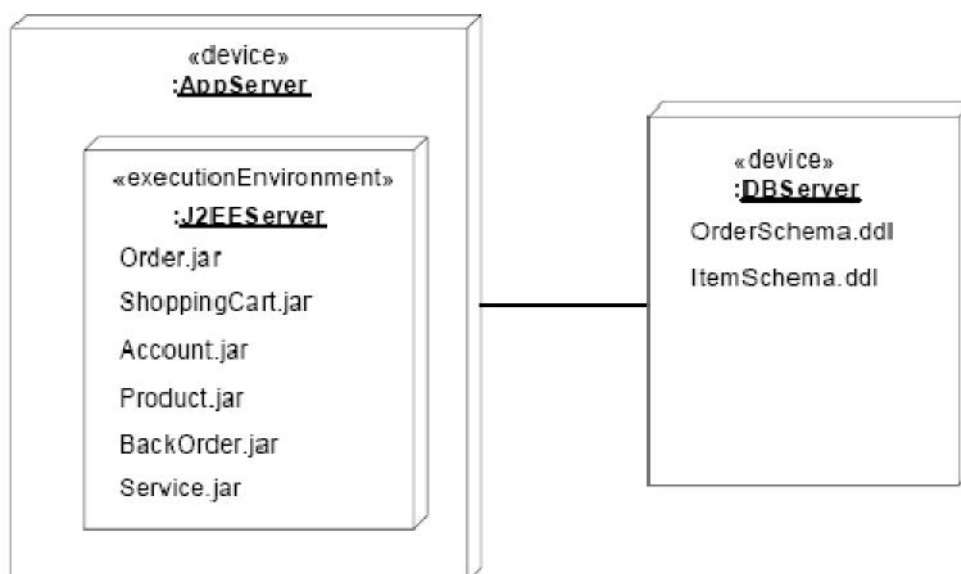 «device»
:AppServer
«executionEnvironment»
:J2EEServer
Order.jar
ShoppingCart.jar
Account.jar
Product.jar
BackOrder.jar
Service.jar
«device»
:DBServer
OrderSchema.ddl
ItemSchema.ddl